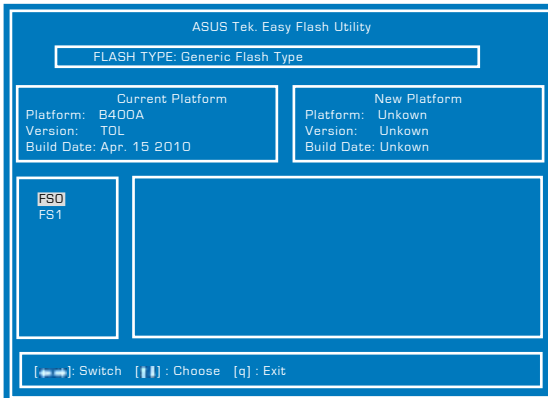 ASUS Tek. Easy Flash Utility
FLASH TYPE: Generic Flash Type
Current Platform
Platform: B400A
Version: TOL
Build Date: Apr. 15 2010
New Platform
Platform: Unkown
Version: Unkown
Build Date: Unkown
FS0
FS1
[⬅➡]: Switch [⬆⬇] : Choose [q] : Exit